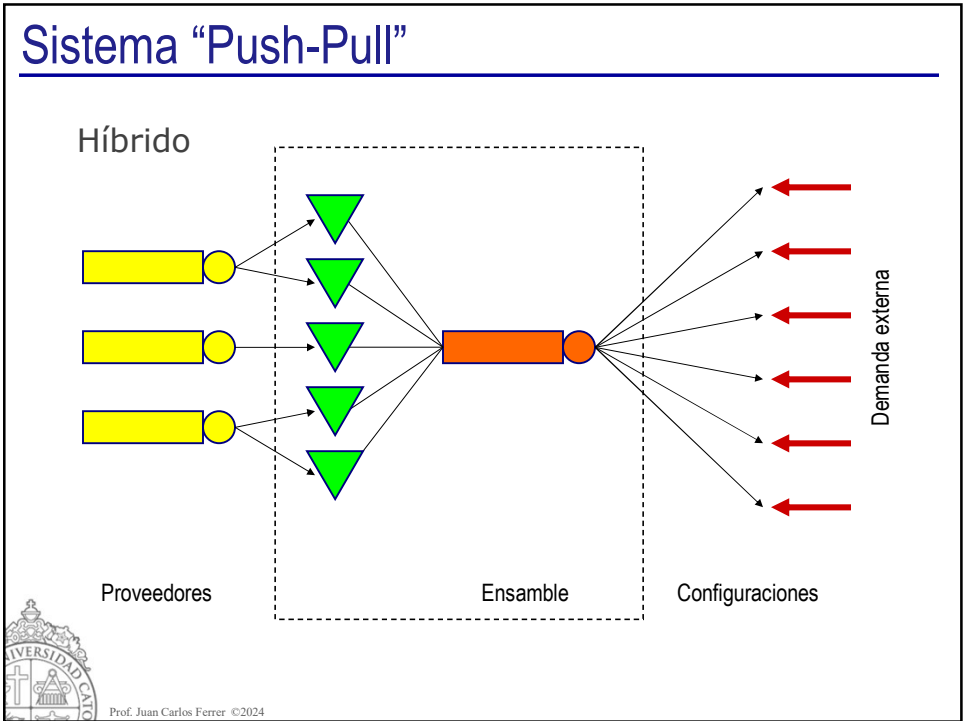 Sistema “Push-Pull”
Híbrido
Demanda externa
Proveedores
Ensamble
Configuraciones
Prof. Juan Carlos Ferrer ©2024